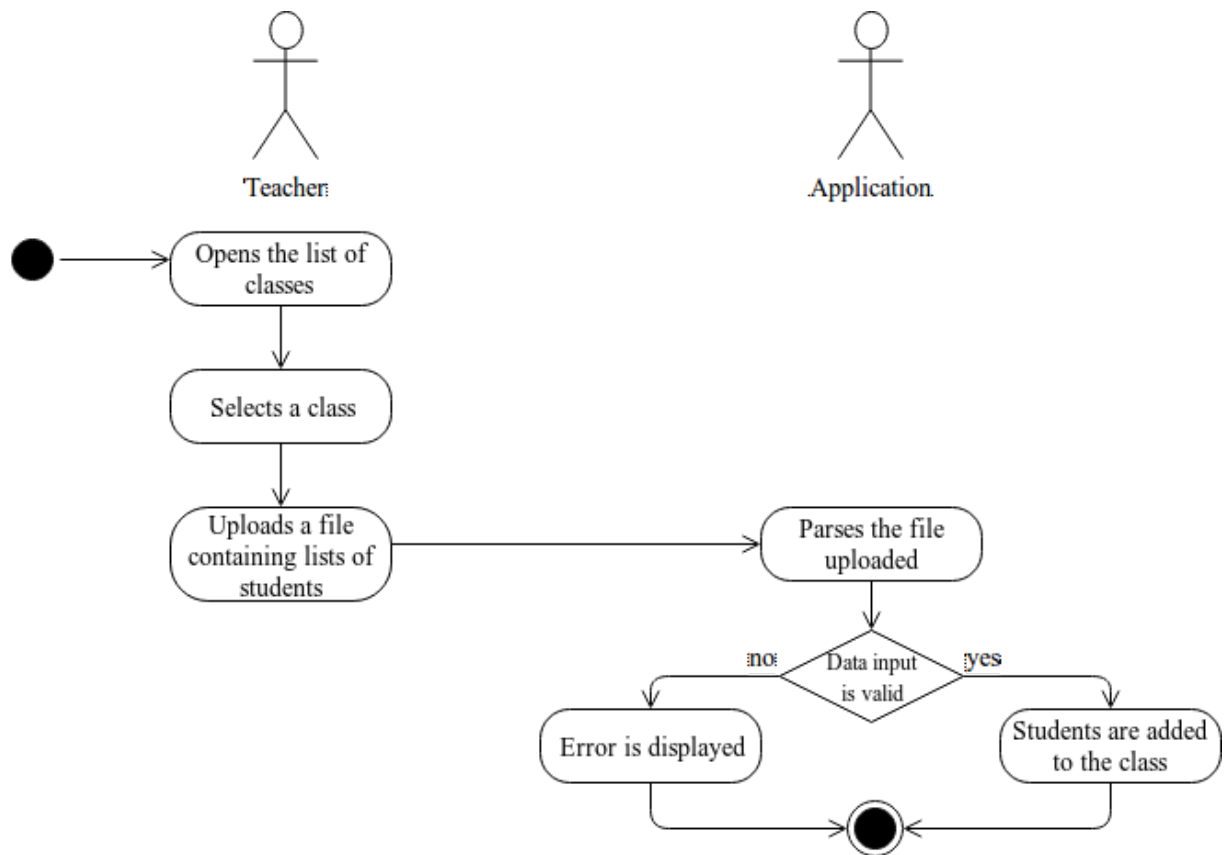 Teacher
Application
Opens the list of
classes
Selects a class
Uploads a file
containing lists of
students
Parses the file
uploaded
no
Data input
is valid
yes
Error is displayed
Students are added
to the class